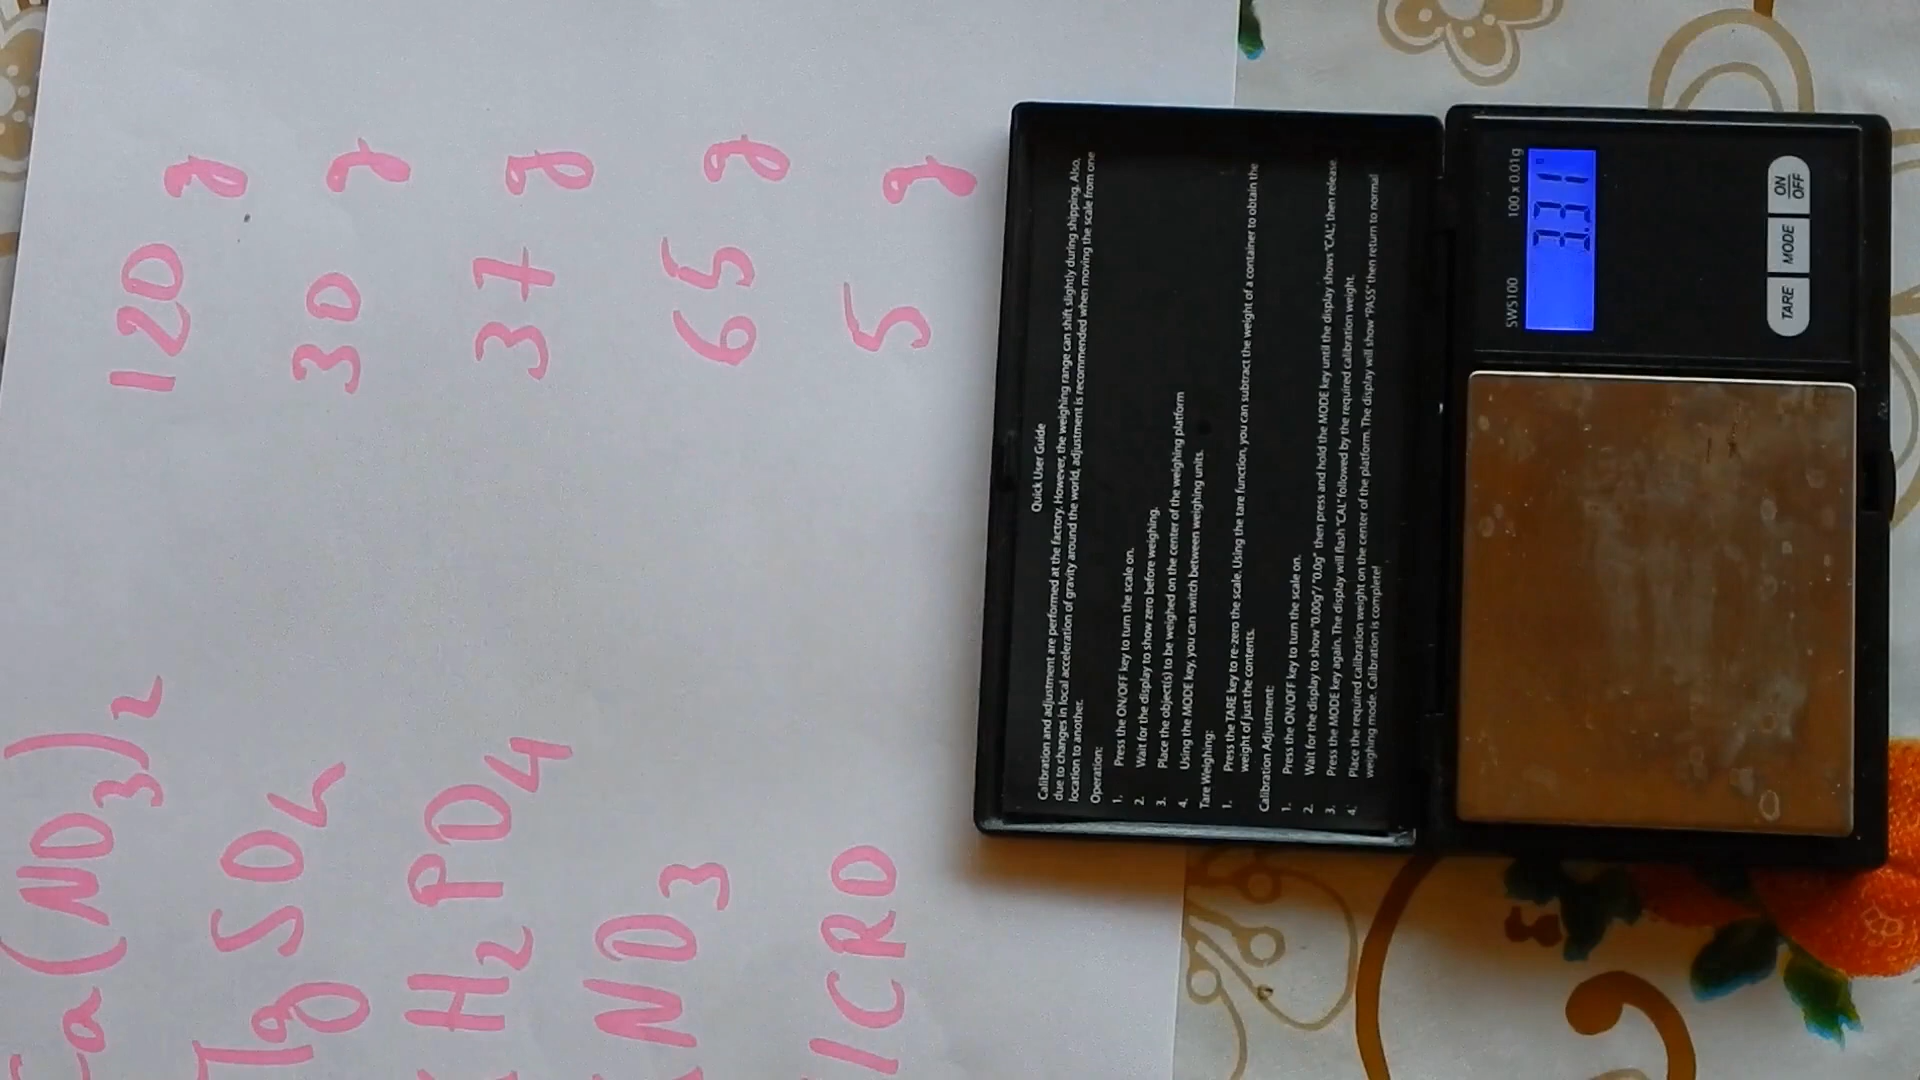 Ca(NO3)2 120 g
MgSO4 30 g
H2PO4 37 g
NO3 65 g
ICRO 5 g
Quick User Guide
Calibration and adjustment are performed at the factory. However, the weighing range can shift slightly during shipping. Also,
due to changes in local acceleration of gravity around the world, adjustment is recommended when moving the scale from one
location to another.
Operation:
1. Press the ON/OFF key to turn the scale on.
2. Wait for the display to show zero before weighing.
3. Place the object(s) to be weighed on the center of the weighing platform
4. Using the MODE key, you can switch between weighing units.
Tare Weighing:
1. Press the TARE key to re-zero the scale. Using the tare function, you can subtract the weight of a container to obtain the
weight of just the contents.
Calibration Adjustment:
1. Press the ON/OFF key to turn the scale on.
2. Wait for the display to show "0.00g"/"0.0g" then press and hold the MODE key until the display shows "CAL", then release.
3. Press the MODE key again. The display will flash "CAL" followed by the required calibration weight.
4. Place the required calibration weight on the center of the platform. The display will show "PASS" then return to normal
weighing mode. Calibration is complete!
SWS100 100 x 0.01g
3.31 g
TARE MODE ON/OFF